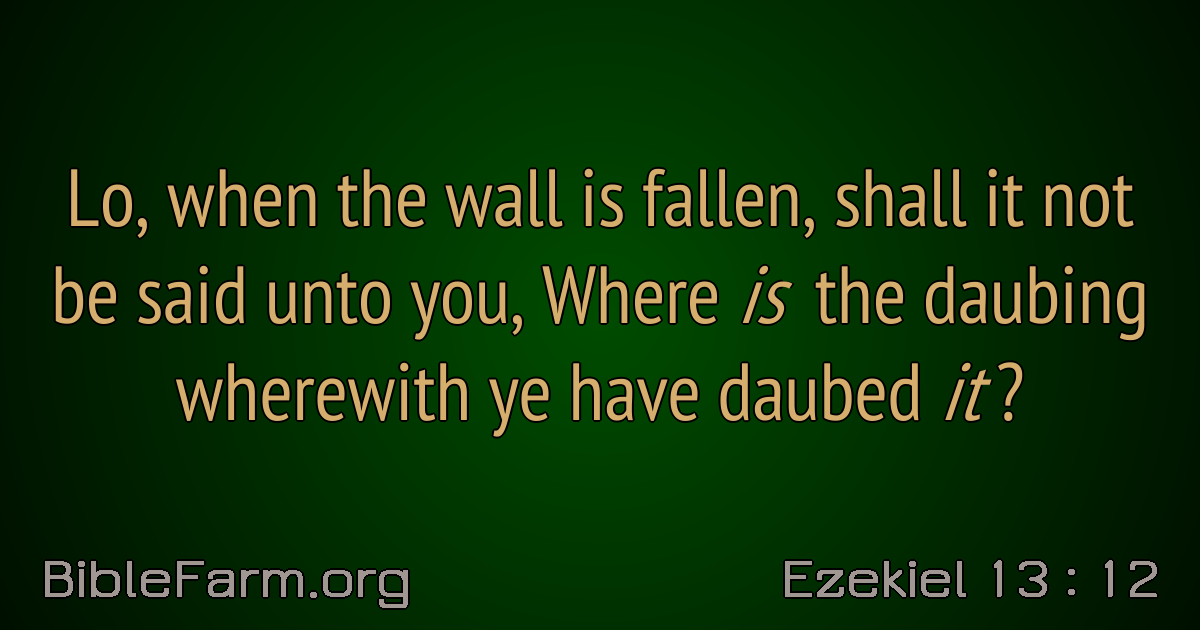 Lo, when the wall is fallen, shall it not
be said unto you, Where is the daubing
wherewith ye have daubed it?
BibleFarm.org
Ezekiel 13 : 12